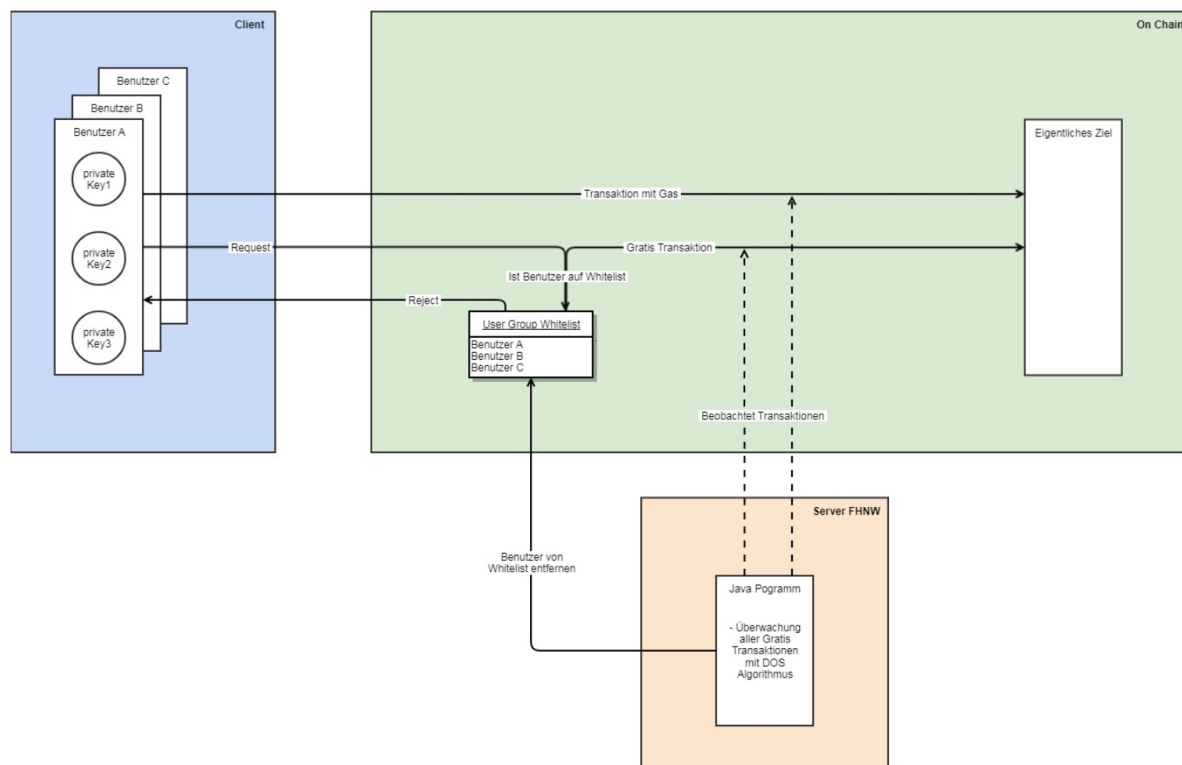 Client
On Chain
Benutzer C
Benutzer B
Benutzer A
Eigentliches Ziel
private
Key1
Transaktion mit Gas
private
Key2
Request
Gratis Transaktion
Ist Benutzer auf Whitelist
Reject
private
Key3
User Group Whitelist
Benutzer A
Benutzer B
Benutzer C
Beobachtet Transaktionen
Server FHNW
Benutzer von
Whitelist entfernen
Java Pogramm
- Überwachung
aller Gratis
Transaktionen
mit DOS
Algorithmus